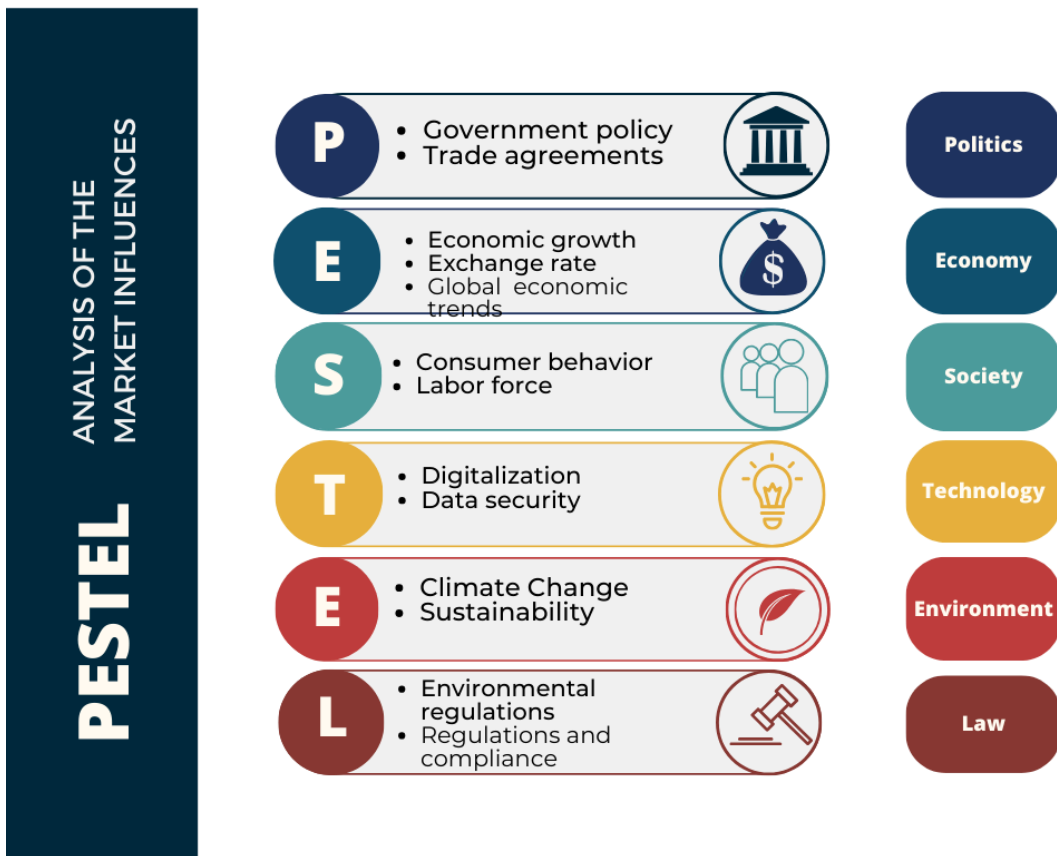 ANALYSIS OF THE
MARKET INFLUENCES
PESTEL
P
Government policy
Trade agreements
Politics
E
Economic growth
Exchange rate
Global economic
trends
$
Economy
S
Consumer behavior
Labor force
Society
T
Digitalization
Data security
Technology
E
Climate Change
Sustainability
Environment
L
Environmental
regulations
Regulations and
compliance
Law